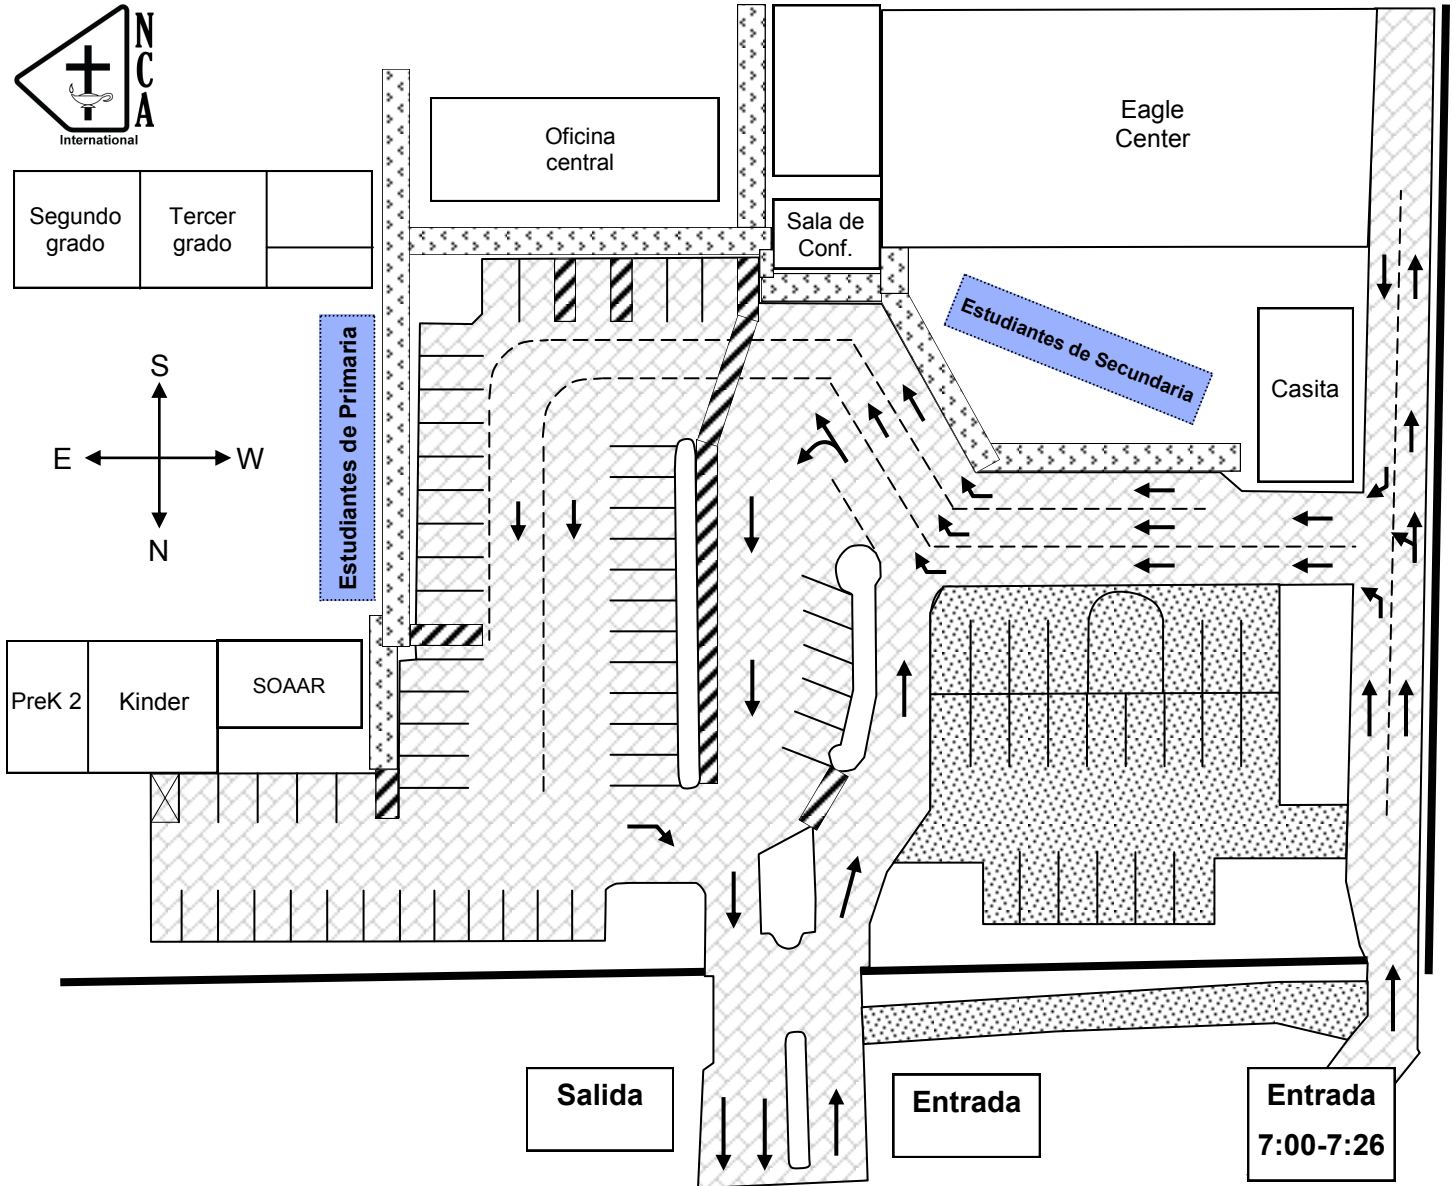 N
C
A
International
Oficina
central
Eagle
Center
Segundo
grado
Tercer
grado
Sala de
Conf.
Estudiantes de Primaria
Estudiantes de Secundaria
Casita
S
E
W
N
PreK 2
Kinder
SOAAR
Salida
Entrada
Entrada
7:00-7:26